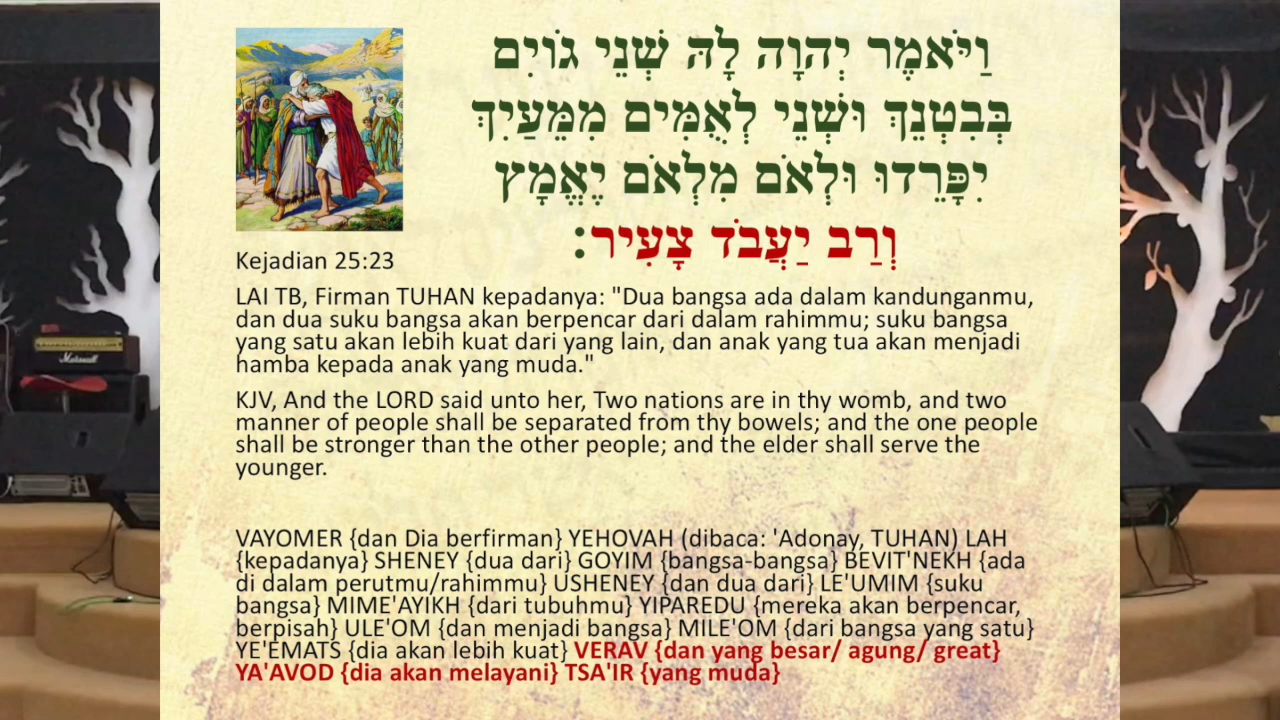 וַיֹּאמֶר יְהוָה לָהּ שְׁנֵי גוֹיִם
בְּבִטְנֵךְ וּשְׁנֵי לְאֻמִּים מִמֵּעַיִךְ
יִפָּרֵדוּ וּלְאֹם מִלְאֹם יֶאֱמָץ
וְרַב יַעֲבֹד צָעִיר:
Kejadian 25:23
LAI TB, Firman TUHAN kepadanya: "Dua bangsa ada dalam kandunganmu,
dan dua suku bangsa akan berpencar dari dalam rahimmu; suku bangsa
yang satu akan lebih kuat dari yang lain, dan anak yang tua akan menjadi
hamba kepada anak yang muda."
KJV, And the LORD said unto her, Two nations are in thy womb, and two
manner of people shall be separated from thy bowels; and the one people
shall be stronger than the other people; and the elder shall serve the
younger.
VAYOMER {dan Dia berfirman} YEHOVAH (dibaca: 'Adonay, TUHAN) LAH
{kepadanya} SHENEY {dua dari} GOYIM {bangsa-bangsa} BEVIT'NEKH {ada
di dalam perutmu/rahimmu} USHENEY {dan dua dari} LE'UMIM {suku
bangsa} MIME'AYIKH {dari tubuhmu} YIPAREDU {mereka akan berpencar,
berpisah} ULE'OM {dan menjadi bangsa} MILE'OM {dari bangsa yang satu}
YE'EMATS {dia akan lebih kuat} VERAV {dan yang besar/ agung/ great}
YA'AVOD {dia akan melayani} TSA'IR {yang muda}
Marshall